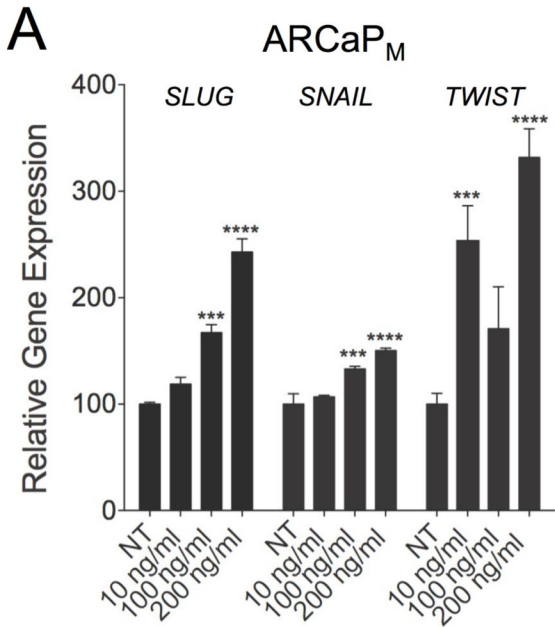 A
ARCaPM
SLUG SNAIL TWIST
Relative Gene Expression
400
300
200
100
0
*** ****
*** ****
*** ****
NT 10 ng/ml 100 ng/ml 200 ng/ml
NT 10 ng/ml 100 ng/ml 200 ng/ml
NT 10 ng/ml 100 ng/ml 200 ng/ml